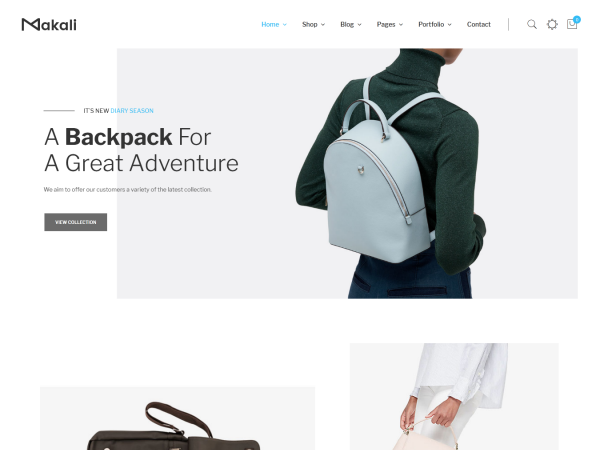 Makali
Home Shop Blog Pages Portfolio Contact
0
IT'S NEW DIARY SEASON
A Backpack For
A Great Adventure
We aim to offer our customers a variety of the latest collection.
VIEW COLLECTION